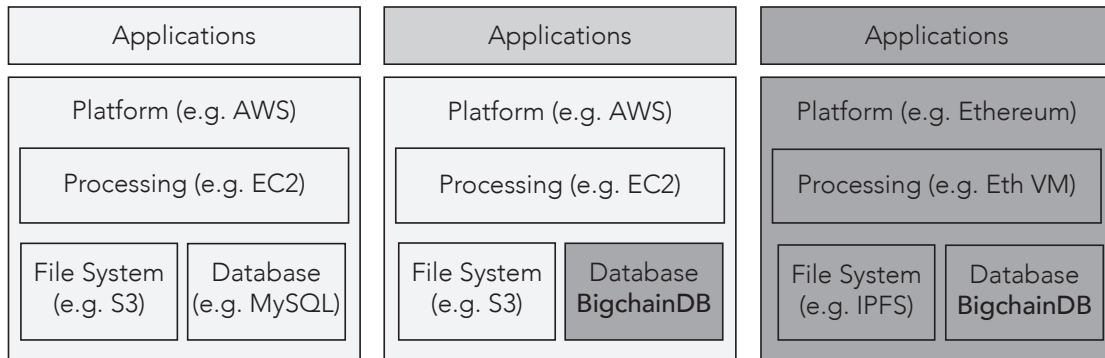 Applications
Platform (e.g. AWS)
Processing (e.g. EC2)
File System
(e.g. S3)
Database
(e.g. MySQL)
Applications
Platform (e.g. AWS)
Processing (e.g. EC2)
File System
(e.g. S3)
Database
BigchainDB
Applications
Platform (e.g. Ethereum)
Processing (e.g. Eth VM)
File System
(e.g. IPFS)
Database
BigchainDB